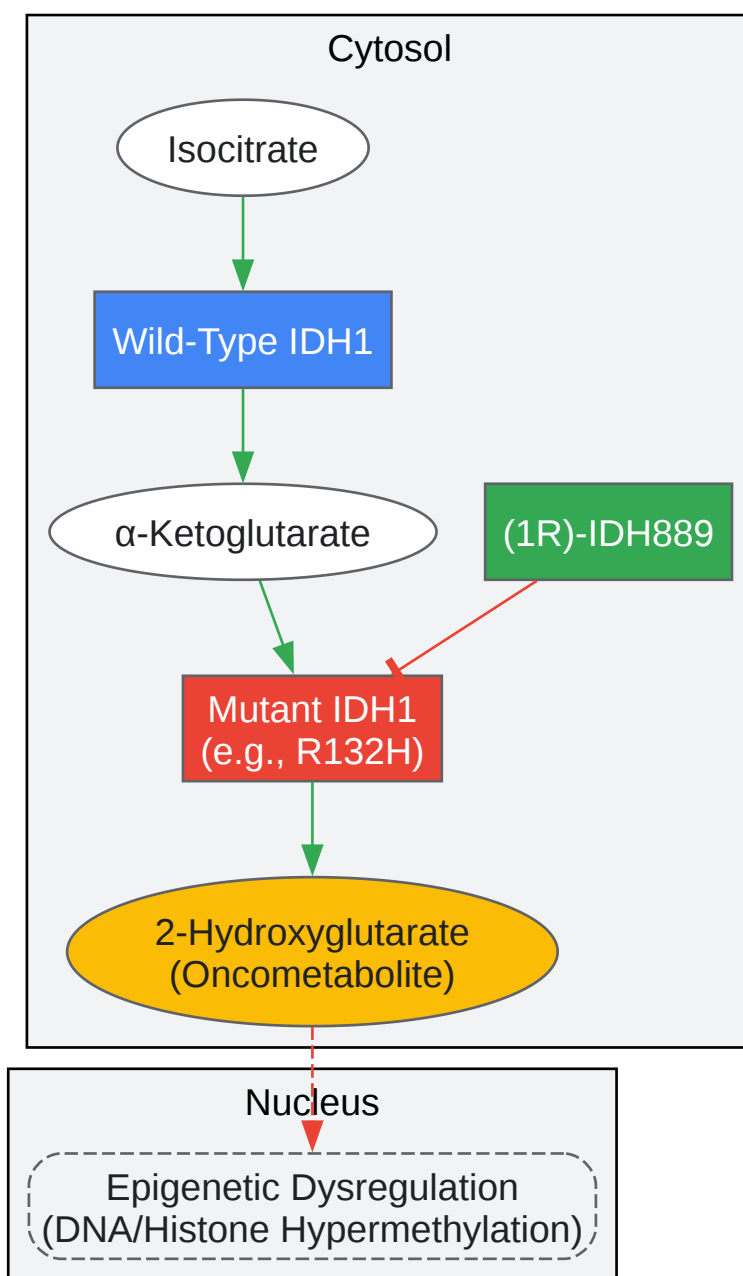 Cytosol
Isocitrate
Wild-Type IDH1
α-Ketoglutarate
(1R)-IDH889
Mutant IDH1
(e.g., R132H)
2-Hydroxyglutarate
(Oncometabolite)
Nucleus
Epigenetic Dysregulation
(DNA/Histone Hypermethylation)